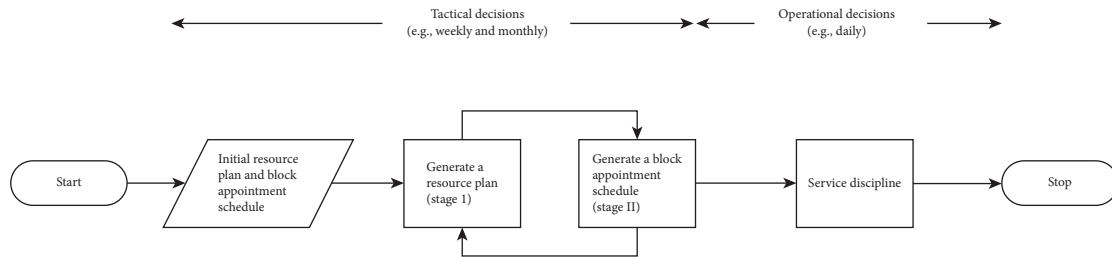 Tactical decisions
(e.g., weekly and monthly)
Operational decisions
(e.g., daily)
Start
Initial resource
plan and block
appointment
schedule
Generate a
resource plan
(stage 1)
Generate a block
appointment
schedule
(stage II)
Service discipline
Stop